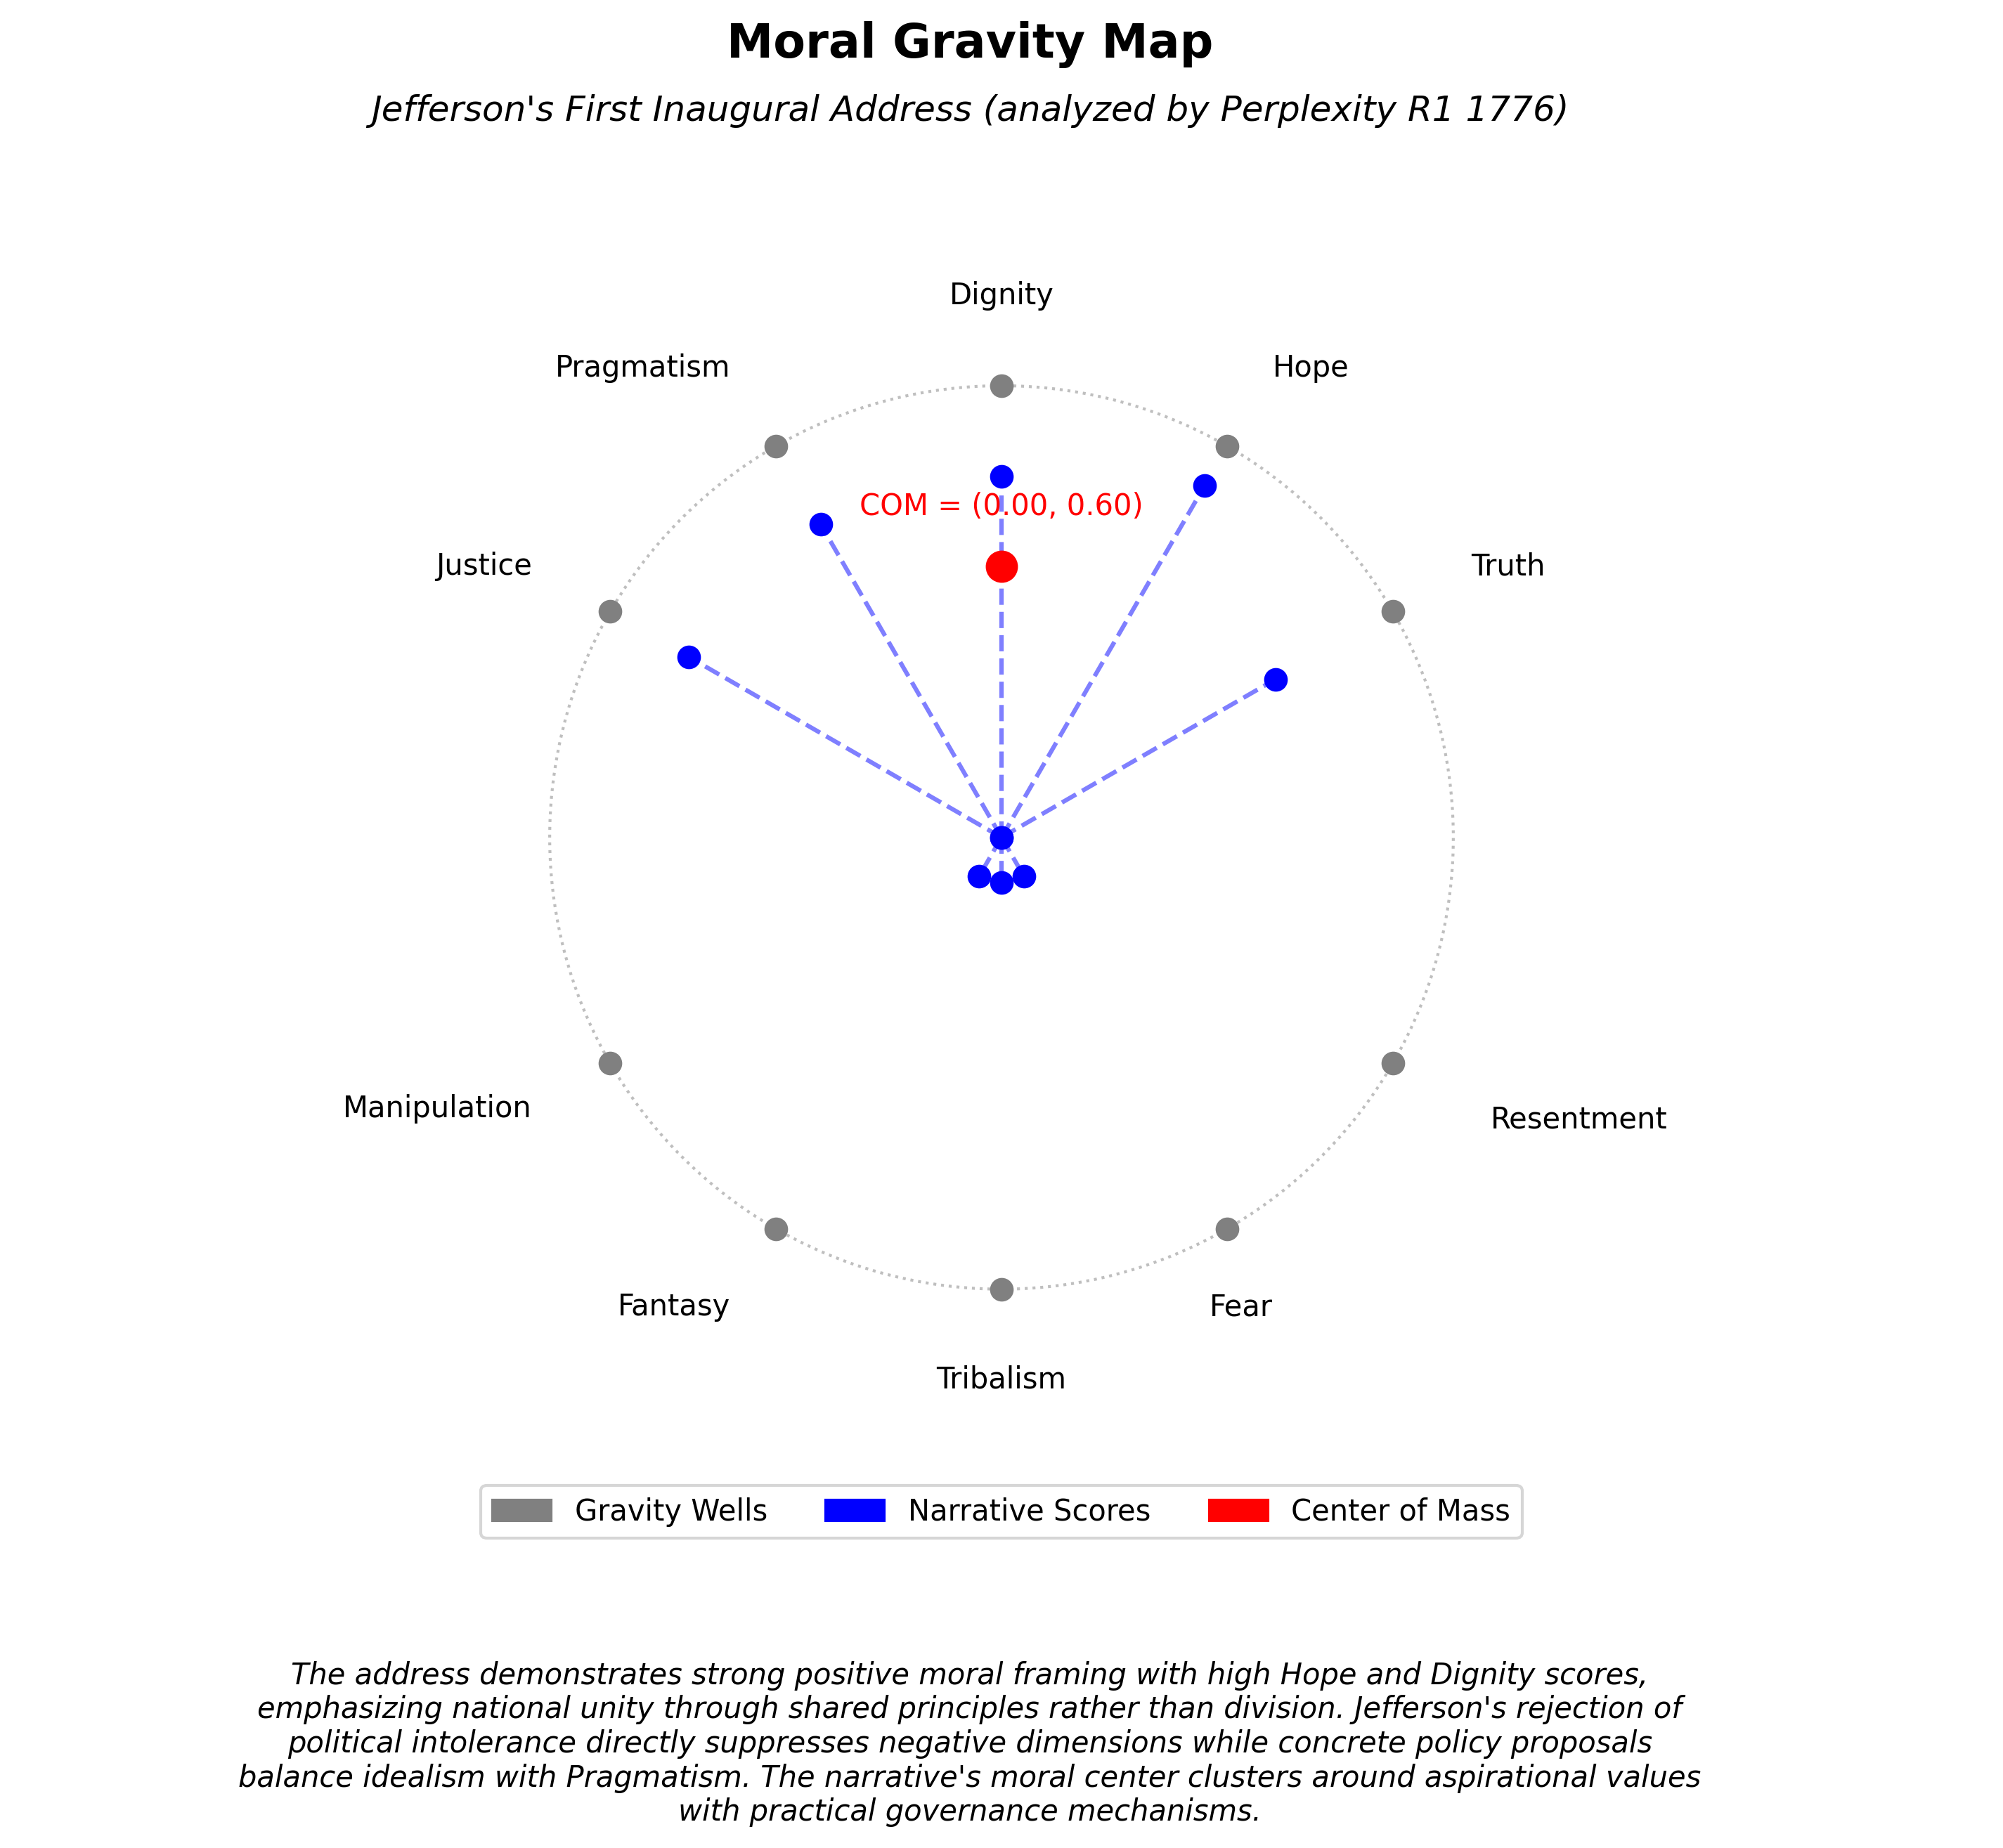 Moral Gravity Map
Jefferson's First Inaugural Address (analyzed by Perplexity R1 1776)
Dignity
Pragmatism
Hope
COM = (0.00, 0.60)
Justice
Truth
Manipulation
Resentment
Fantasy
Fear
Tribalism
Gravity Wells
Narrative Scores
Center of Mass
The address demonstrates strong positive moral framing with high Hope and Dignity scores,
emphasizing national unity through shared principles rather than division. Jefferson's rejection of
political intolerance directly suppresses negative dimensions while concrete policy proposals
balance idealism with Pragmatism. The narrative's moral center clusters around aspirational values
with practical governance mechanisms.